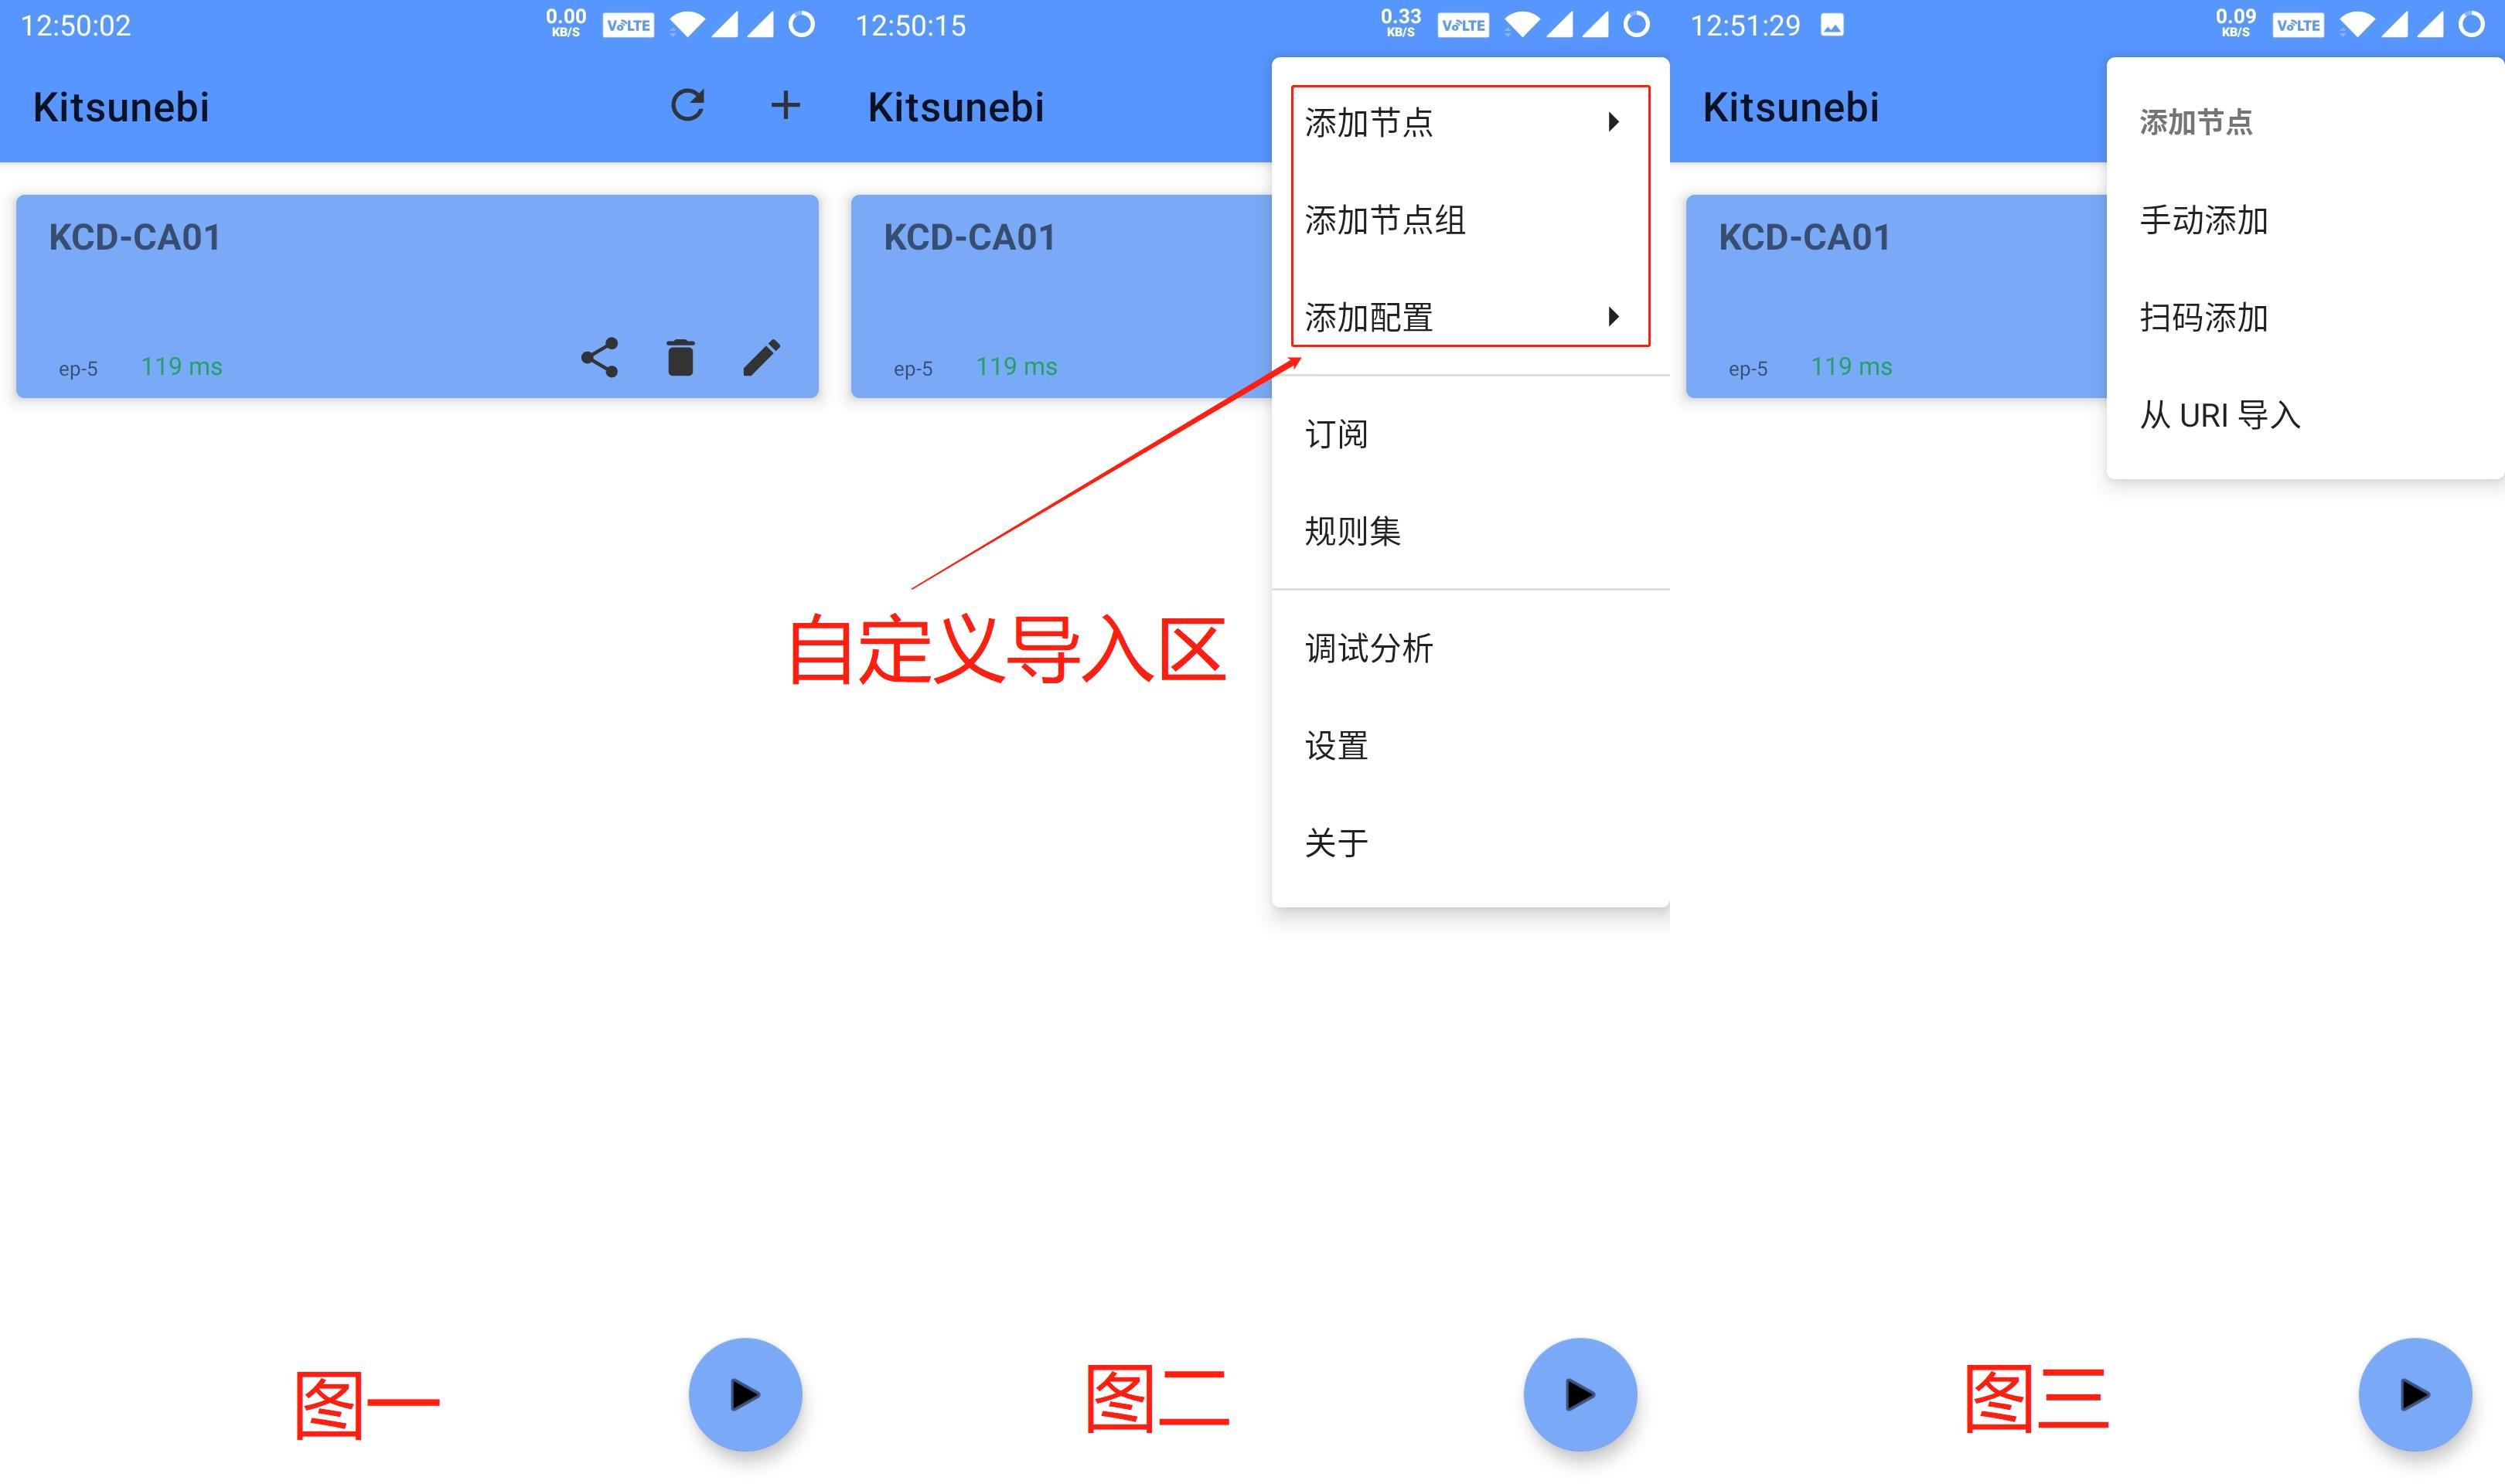 12:50:02
0.00
KB/S
VoLTE
Kitsunebi
KCD-CA01
ep-5
119 ms
图一
12:50:15
0.33
KB/S
VoLTE
Kitsunebi
KCD-CA01
ep-5
119 ms
添加节点
添加节点组
添加配置
订阅
规则集
调试分析
设置
关于
自定义导入区
图二
12:51:29
0.09
KB/S
VoLTE
Kitsunebi
KCD-CA01
ep-5
119 ms
添加节点
手动添加
扫码添加
从 URI 导入
图三